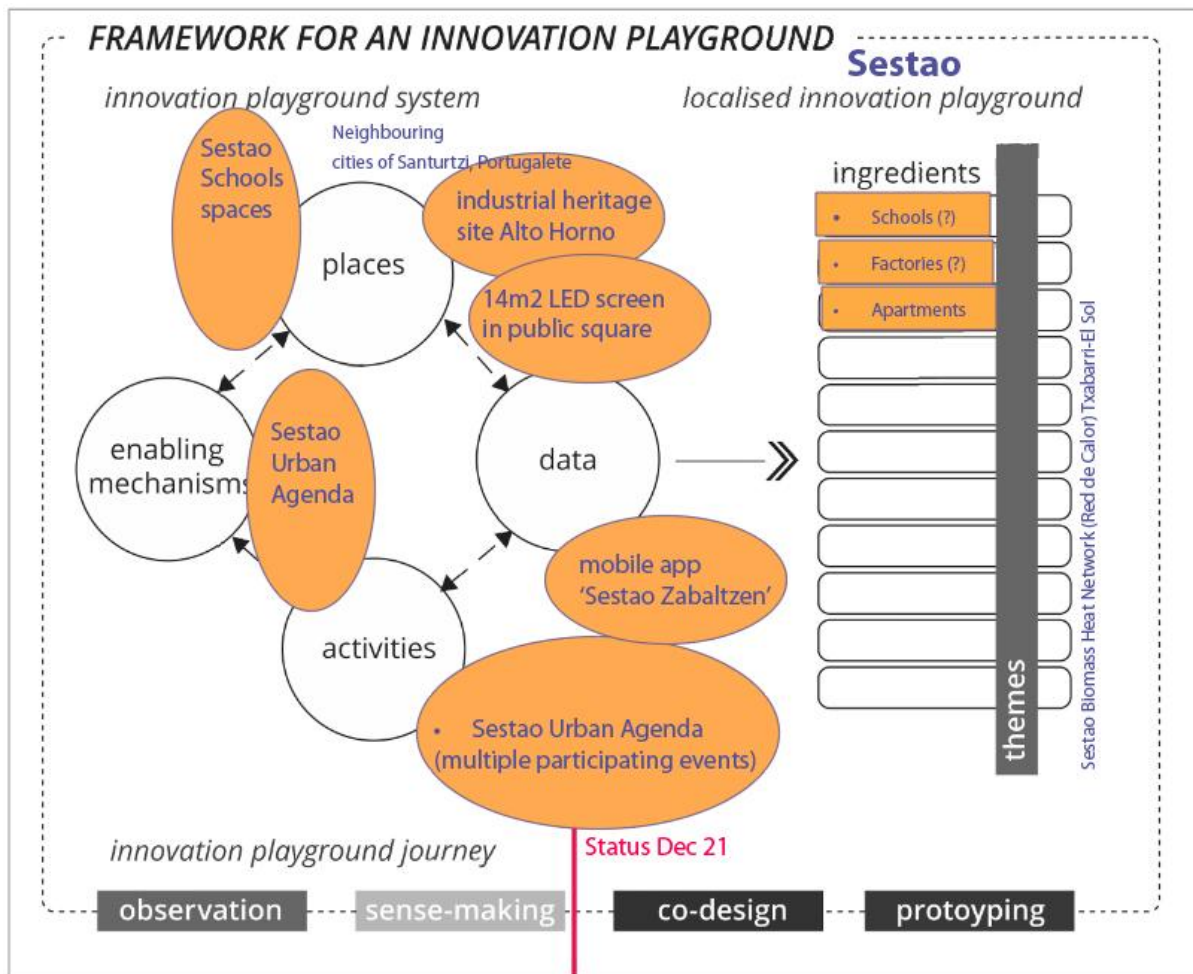 FRAMEWORK FOR AN INNOVATION PLAYGROUND
Sestao
innovation playground system
localised innovation playground
Neighbouring
cities of Santurtzi, Portugalete
Sestao
Schools
spaces
industrial heritage
site Alto Horno
places
14m2 LED screen
in public square
enabling
mechanisms
Sestao
Urban
Agenda
data
mobile app
‘Sestao Zabaltzen’
activities
• Sestao Urban Agenda
(multiple participating events)
ingredients
• Schools (?)
• Factories (?)
• Apartments
themes
Sestao Biomass Heat Network (Red de Calor) Txabarri-El Sol
innovation playground journey
Status Dec 21
observation
sense-making
co-design
protoyping